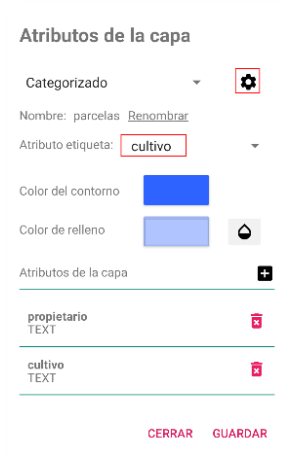 Atributos de la capa
Categorizado
Nombre: parcelas Renombrar
Atributo etiqueta: cultivo
Color del contorno
Color de relleno
Atributos de la capa
propietario
TEXT
cultivo
TEXT
CERRAR GUARDAR